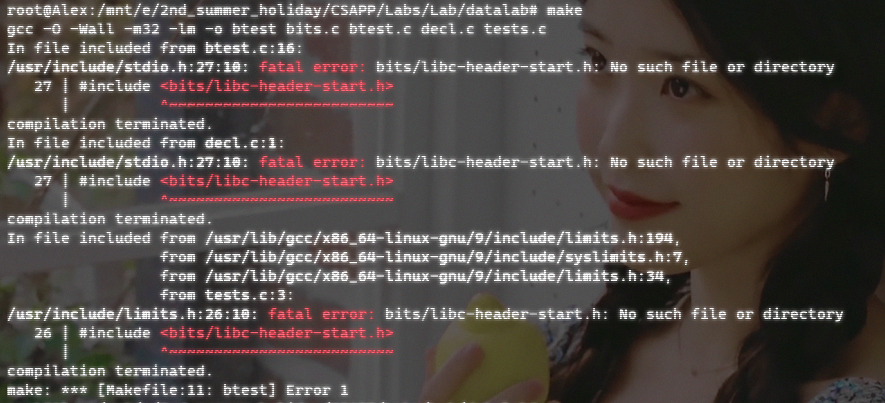 root@Alex:/mnt/e/2nd_summer_holiday/CSAPP/Labs/Lab/datalab# make
gcc -O -Wall -m32 -lm -o btest bits.c btest.c decl.c tests.c
In file included from btest.c:16:
/usr/include/stdio.h:27:10: fatal error: bits/libc-header-start.h: No such file or directory
   27 | #include <bits/libc-header-start.h>
      |          ^~~~~~~~~~~~~~~~~~~~~~~~~~
compilation terminated.
In file included from decl.c:1:
/usr/include/stdio.h:27:10: fatal error: bits/libc-header-start.h: No such file or directory
   27 | #include <bits/libc-header-start.h>
      |          ^~~~~~~~~~~~~~~~~~~~~~~~~~
compilation terminated.
In file included from /usr/lib/gcc/x86_64-linux-gnu/9/include/limits.h:194,
                 from /usr/lib/gcc/x86_64-linux-gnu/9/include/syslimits.h:7,
                 from /usr/lib/gcc/x86_64-linux-gnu/9/include/limits.h:34,
                 from tests.c:3:
/usr/include/limits.h:26:10: fatal error: bits/libc-header-start.h: No such file or directory
   26 | #include <bits/libc-header-start.h>
      |          ^~~~~~~~~~~~~~~~~~~~~~~~~~
compilation terminated.
make: *** [Makefile:11: btest] Error 1